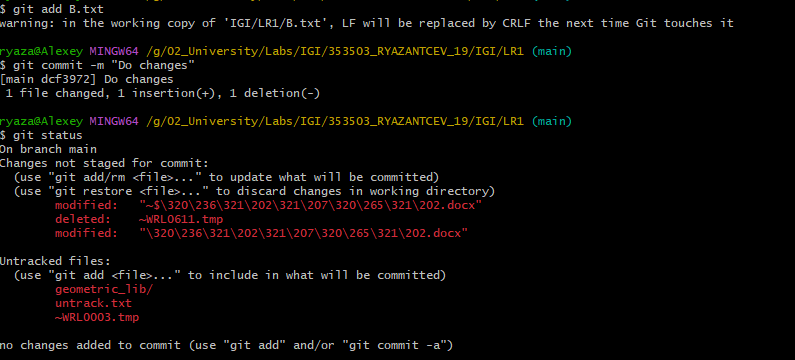 $ git add B.txt
warning: in the working copy of 'IGI/LR1/B.txt', LF will be replaced by CRLF the next time Git touches it
ryaza@Alexey MINGW64 /g/02_University/Labs/IGI/353503_RYAZANTCEV_19/IGI/LR1 (main)
$ git commit -m "Do changes"
[main dcf3972] Do changes
1 file changed, 1 insertion(+), 1 deletion(-)
ryaza@Alexey MINGW64 /g/02_University/Labs/IGI/353503_RYAZANTCEV_19/IGI/LR1 (main)
$ git status
On branch main
Changes not staged for commit:
(use "git add/rm <file>..." to update what will be committed)
(use "git restore <file>..." to discard changes in working directory)
modified: "~$\320\236\321\202\321\207\320\265\321\202.docx"
deleted: ~WRL0611.tmp
modified: "\320\236\321\202\321\207\320\265\321\202.docx"
Untracked files:
(use "git add <file>..." to include in what will be committed)
geometric_lib/
untrack.txt
~WRL0003.tmp
no changes added to commit (use "git add" and/or "git commit -a")